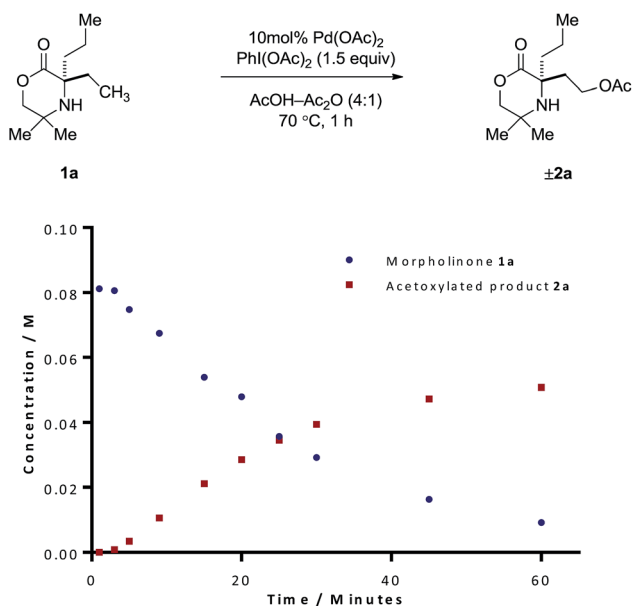 Me
O
O
NH
CH3
Me
Me
1a
10mol% Pd(OAc)2
PhI(OAc)2 (1.5 equiv)
AcOH–Ac2O (4:1)
70 °C, 1 h
Me
O
O
NH
OAc
Me
Me
±2a
Concentration / M
0.10
0.08
0.06
0.04
0.02
0.00
Morpholinone 1a
Acetoxylated product 2a
0
20
40
60
Time / Minutes